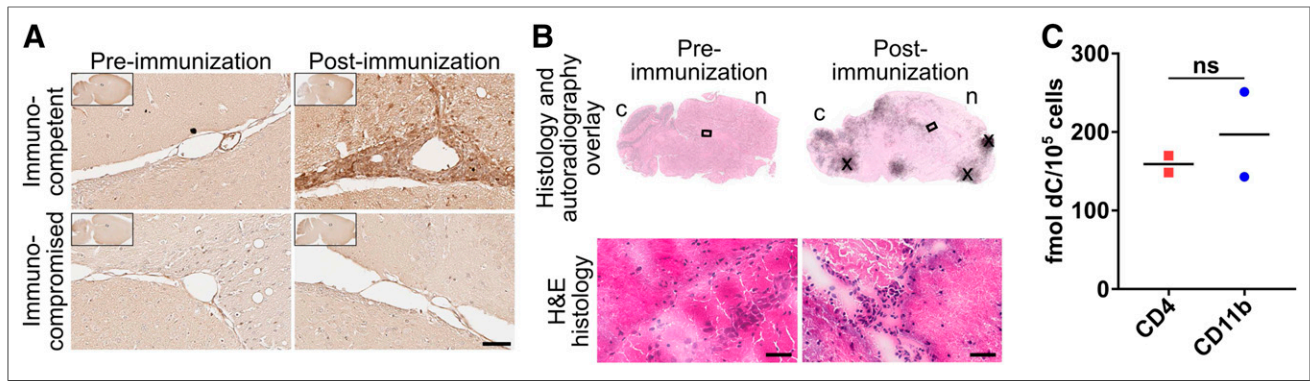 A
Pre-immunization
Post-immunization
Immuno-
competent
Immuno-
compromised
B
Pre-
immunization
Post-
immunization
Histology and
autoradiography
overlay
c
n
c
n
x
x
x
H&E
histology
C
fmol dC/10⁵ cells
300
200
100
0
ns
CD4
CD11b